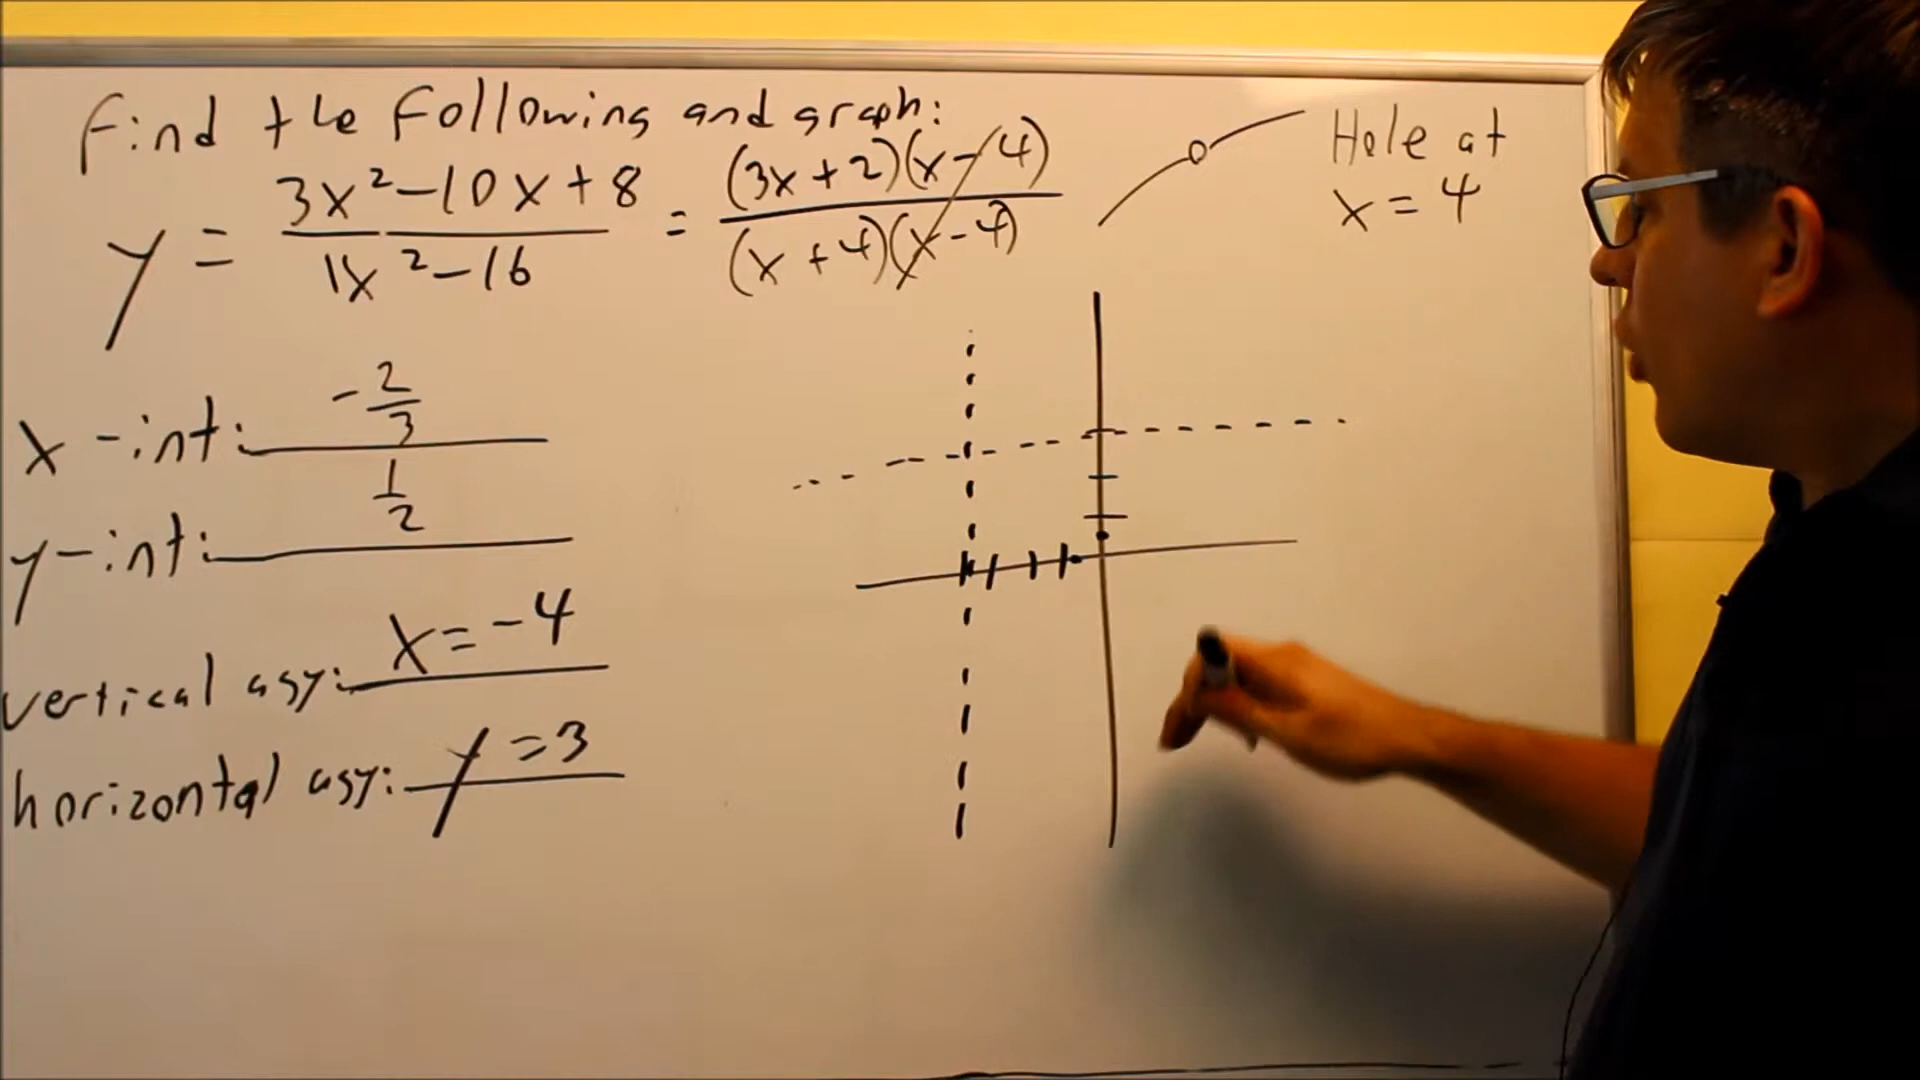 Find the following and graph:
y = 3x² - 10x + 8 / 1x² - 16 = (3x + 2)(x - 4) / (x + 4)(x - 4)
Hole at
x = 4
x-int: -2/3
y-int: 1/2
vertical asy: x = -4
horizontal asy: y = 3